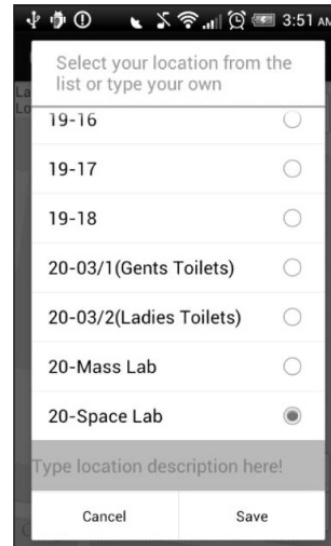 3:51 AM
Select your location from the
list or type your own
La
Lo
19-16
19-17
19-18
20-03/1(Gents Toilets)
20-03/2(Ladies Toilets)
20-Mass Lab
20-Space Lab
Type location description here!
Cancel
Save